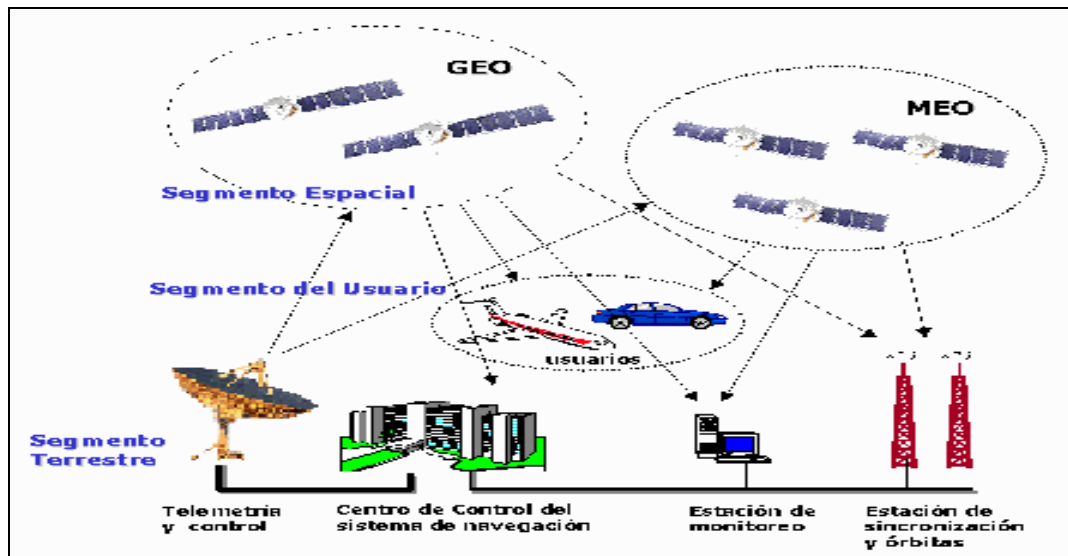 GEO
MEO
Segmento Espacial
Segmento del Usuario
usuarios
Segmento
Terrestre
Telemetría
y control
Centro de Control del
sistema de navegación
Estación de
monitoreo
Estación de
sincronización
y órbitas